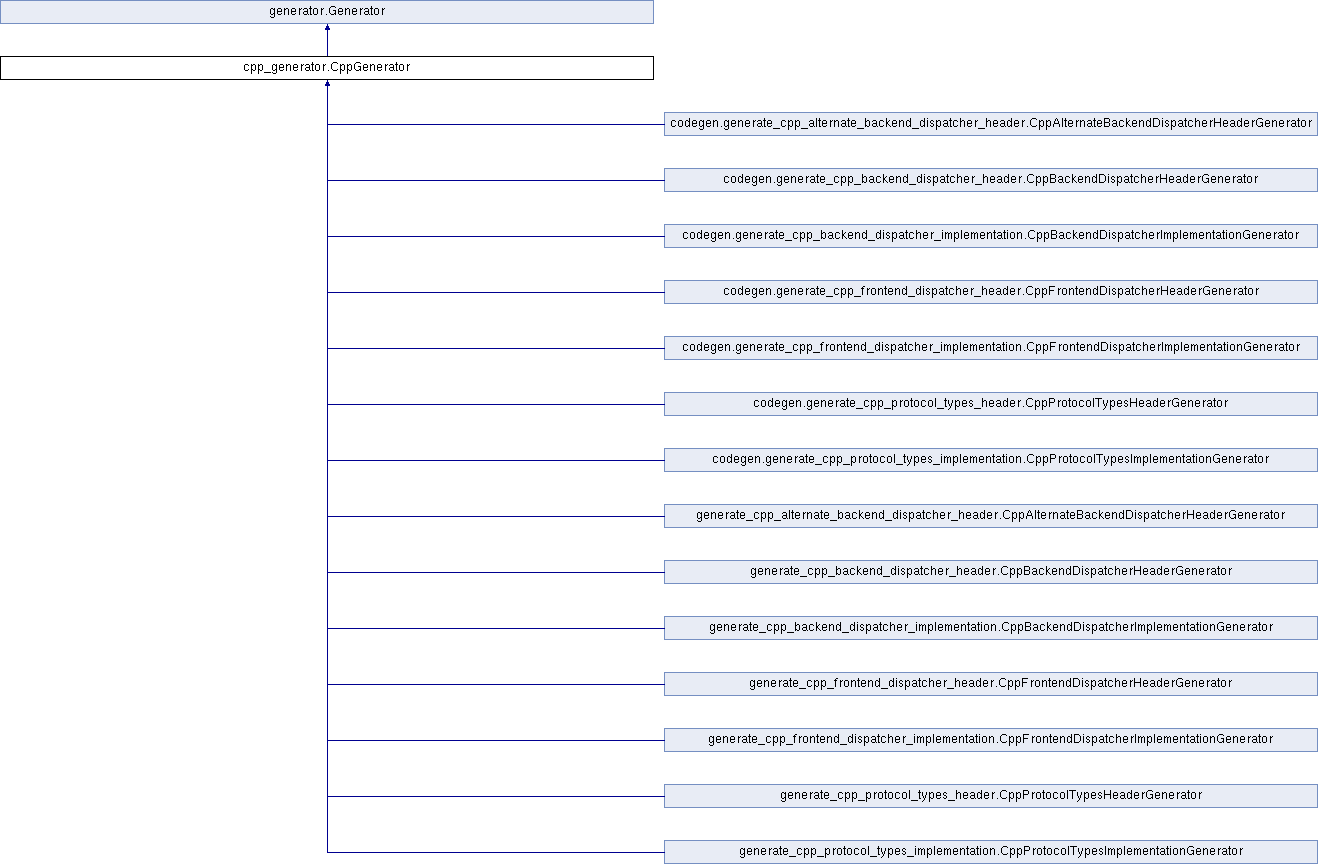 generator.Generator
cpp_generator.CppGenerator
codegen.generate_cpp_alternate_backend_dispatcher_header.CppAlternateBackendDispatcherHeaderGenerator
codegen.generate_cpp_backend_dispatcher_header.CppBackendDispatcherHeaderGenerator
codegen.generate_cpp_backend_dispatcher_implementation.CppBackendDispatcherImplementationGenerator
codegen.generate_cpp_frontend_dispatcher_header.CppFrontendDispatcherHeaderGenerator
codegen.generate_cpp_frontend_dispatcher_implementation.CppFrontendDispatcherImplementationGenerator
codegen.generate_cpp_protocol_types_header.CppProtocolTypesHeaderGenerator
codegen.generate_cpp_protocol_types_implementation.CppProtocolTypesImplementationGenerator
generate_cpp_alternate_backend_dispatcher_header.CppAlternateBackendDispatcherHeaderGenerator
generate_cpp_backend_dispatcher_header.CppBackendDispatcherHeaderGenerator
generate_cpp_backend_dispatcher_implementation.CppBackendDispatcherImplementationGenerator
generate_cpp_frontend_dispatcher_header.CppFrontendDispatcherHeaderGenerator
generate_cpp_frontend_dispatcher_implementation.CppFrontendDispatcherImplementationGenerator
generate_cpp_protocol_types_header.CppProtocolTypesHeaderGenerator
generate_cpp_protocol_types_implementation.CppProtocolTypesImplementationGenerator